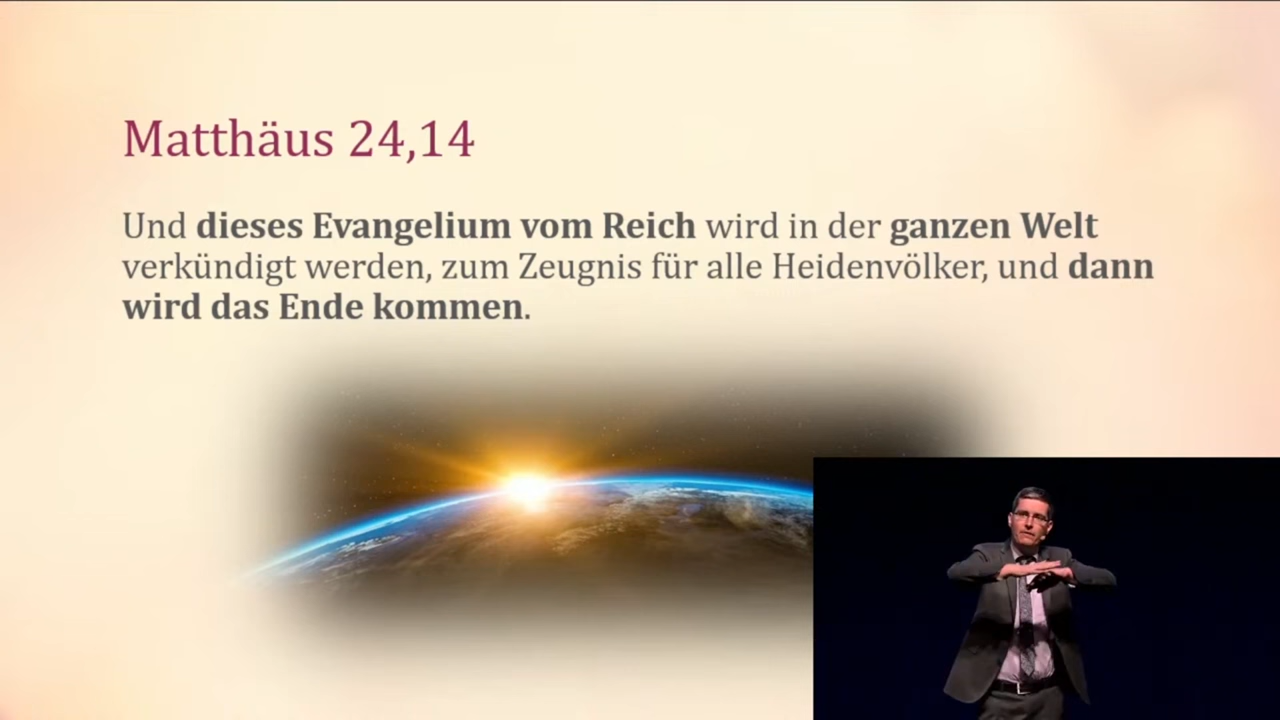 Matthäus 24,14
Und dieses Evangelium vom Reich wird in der ganzen Welt
verkündigt werden, zum Zeugnis für alle Heidenvölker, und dann
wird das Ende kommen.